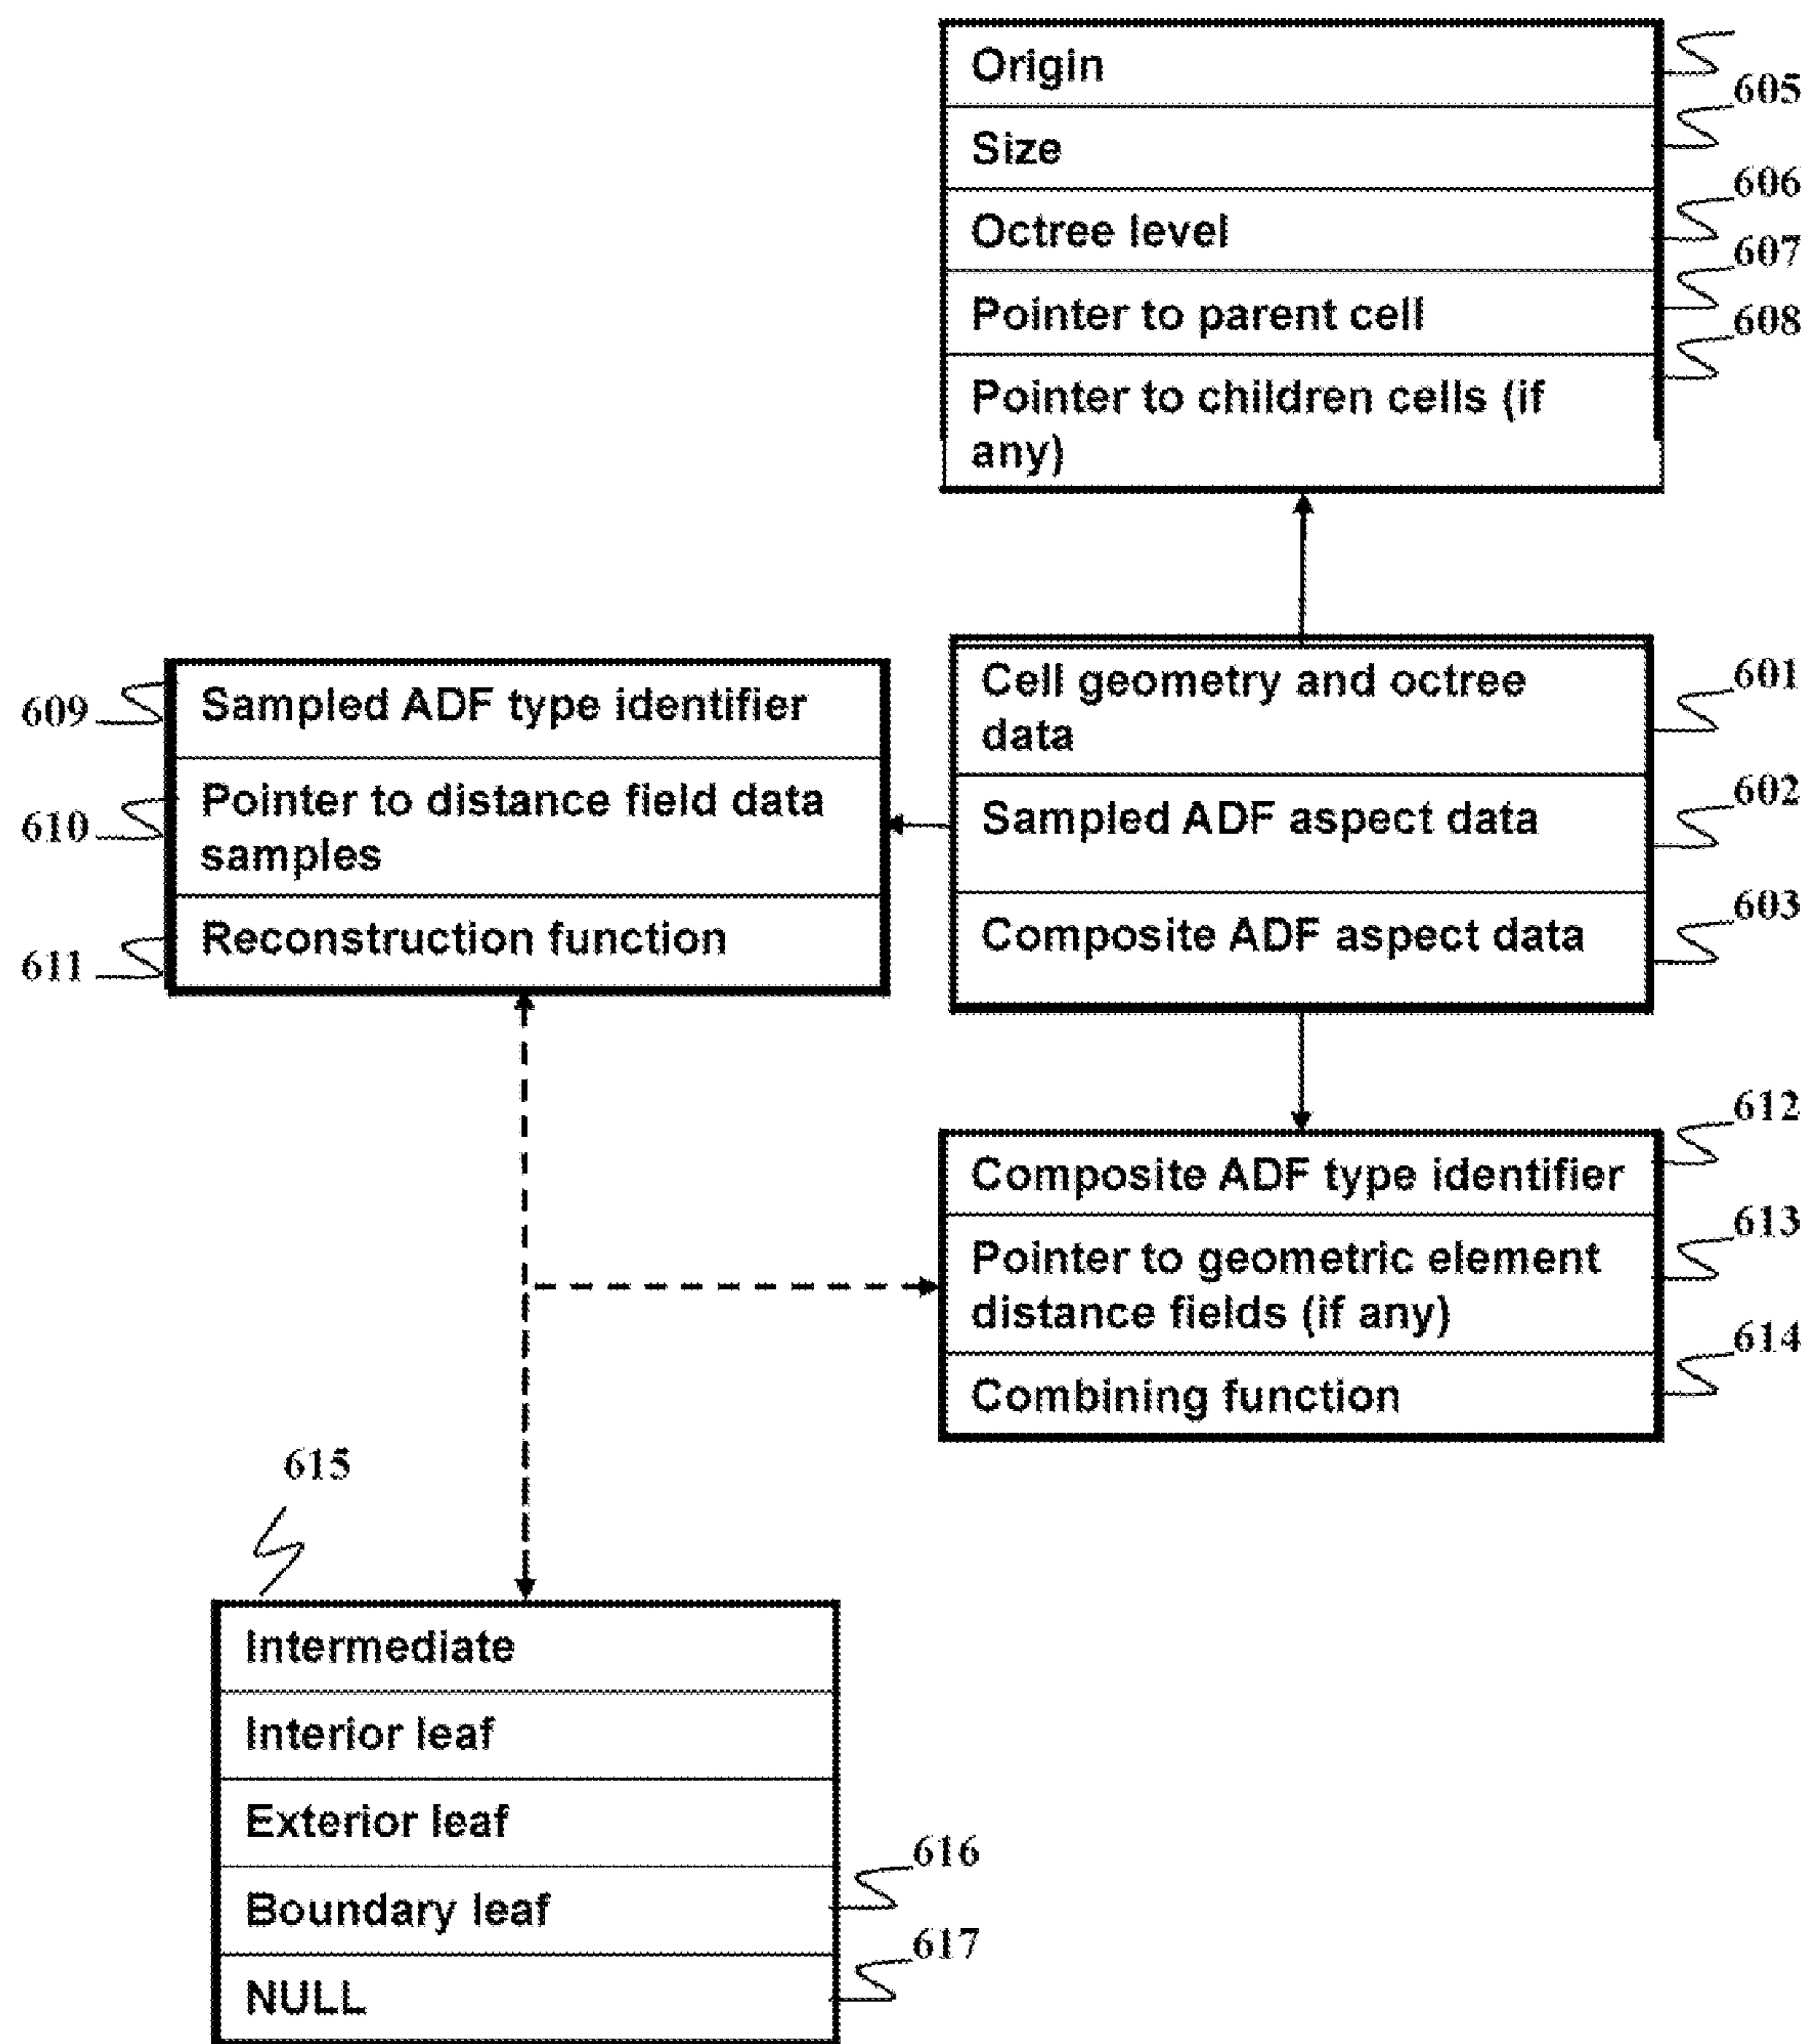 Origin
605
Size
606
Octree level
607
Pointer to parent cell
608
Pointer to children cells (if
any)
609
Sampled ADF type identifier
610
Pointer to distance field data
samples
611
Reconstruction function
Cell geometry and octree
data
601
Sampled ADF aspect data
602
Composite ADF aspect data
603
612
Composite ADF type identifier
613
Pointer to geometric element
distance fields (if any)
614
Combining function
615
Intermediate
Interior leaf
Exterior leaf
616
Boundary leaf
617
NULL